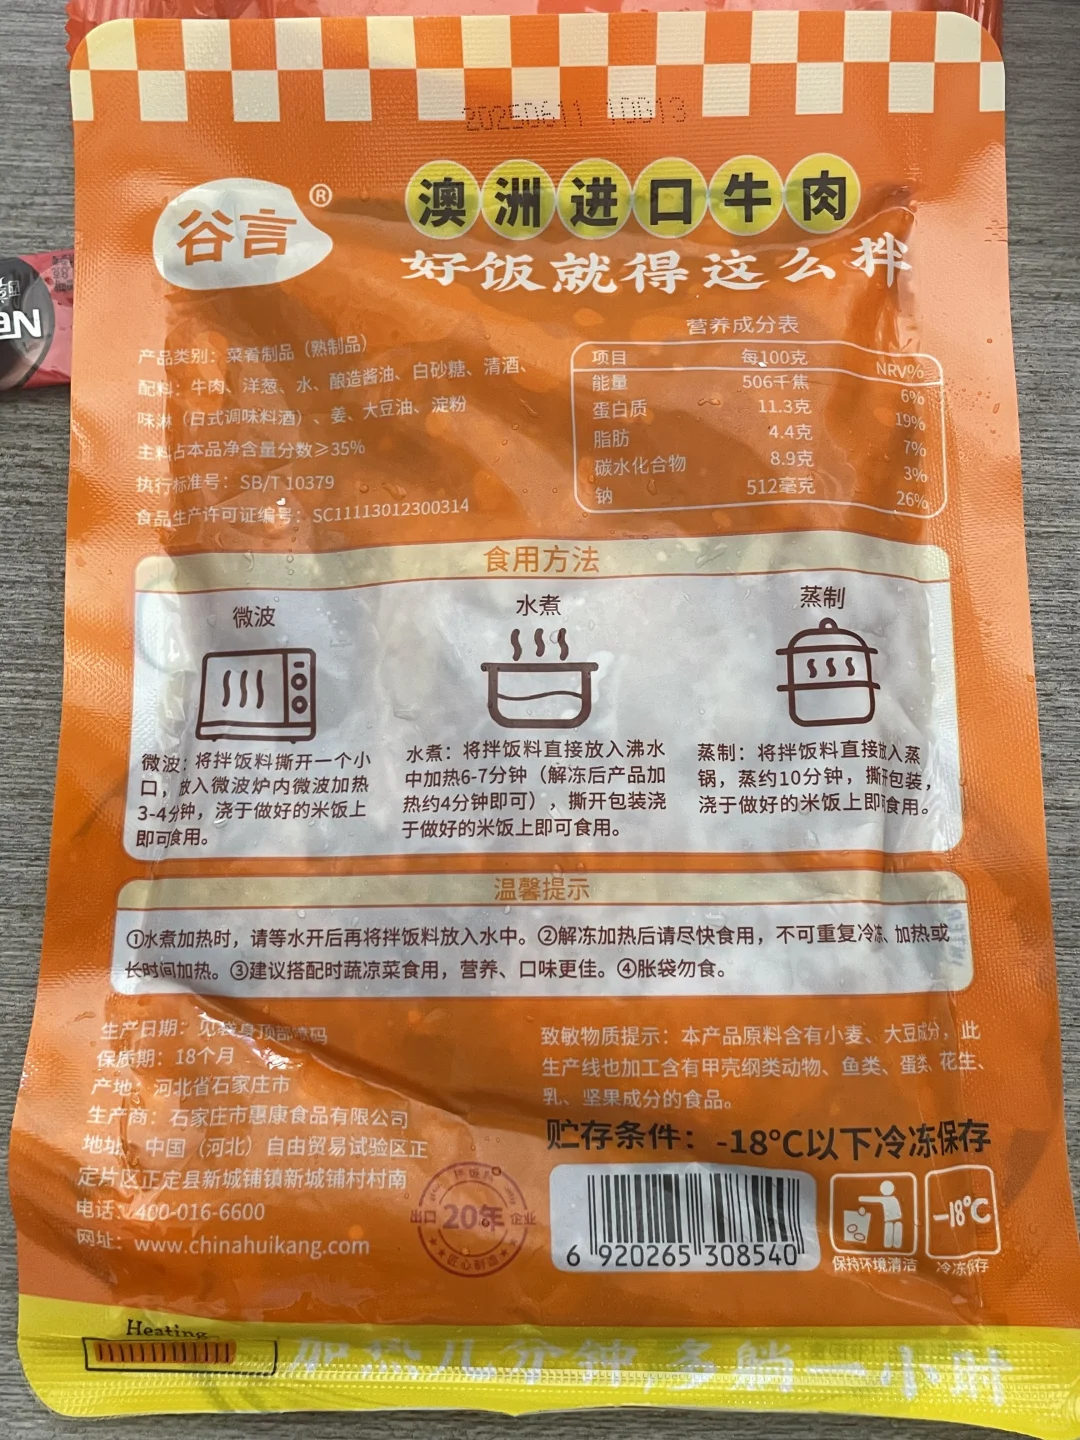 20250611 10G13
谷言®
澳洲进口牛肉
好饭就得这么拌
产品类别：菜肴制品（熟制品）
配料：牛肉、洋葱、水、酿造酱油、白砂糖、清酒、
味淋（日式调味料酒）、姜、大豆油、淀粉
主料占本品净含量分数≥35%
执行标准号：SB/T 10379
食品生产许可证编号：SC11113012300314
营养成分表
项目 每100克 NRV%
能量 506千焦 6%
蛋白质 11.3克 19%
脂肪 4.4克 7%
碳水化合物 8.9克 3%
钠 512毫克 26%
食用方法
微波
微波：将拌饭料撕开一个小
口，放入微波炉内微波加热
3-4分钟，浇于做好的米饭上
即可食用。
水煮
水煮：将拌饭料直接放入沸水
中加热6-7分钟（解冻后产品加
热约4分钟即可），撕开包装浇
于做好的米饭上即可食用。
蒸制
蒸制：将拌饭料直接放入蒸
锅，蒸约10分钟，撕开包装，
浇于做好的米饭上即可食用。
温馨提示
①水煮加热时，请等水开后再将拌饭料放入水中。②解冻加热后请尽快食用，不可重复冷冻、加热或
长时间加热。③建议搭配时蔬凉菜食用，营养、口味更佳。④胀袋勿食。
生产日期：见袋身顶部喷码
保质期：18个月
产地：河北省石家庄市
生产商：石家庄市惠康食品有限公司
地址：中国（河北）自由贸易试验区正
定片区正定县新城铺镇新城铺村村南
电话：400-016-6600
网址：www.chinahuikang.com
致敏物质提示：本产品原料含有小麦、大豆成分，此
生产线也加工含有甲壳纲类动物、鱼类、蛋类、花生、
乳、坚果成分的食品。
贮存条件：-18°C以下冷冻保存
出口20年企业
匠心制造
6 920265 308540
保持环境清洁
-18°C
冷冻保存
Heating
加热几分钟，多躺一小时